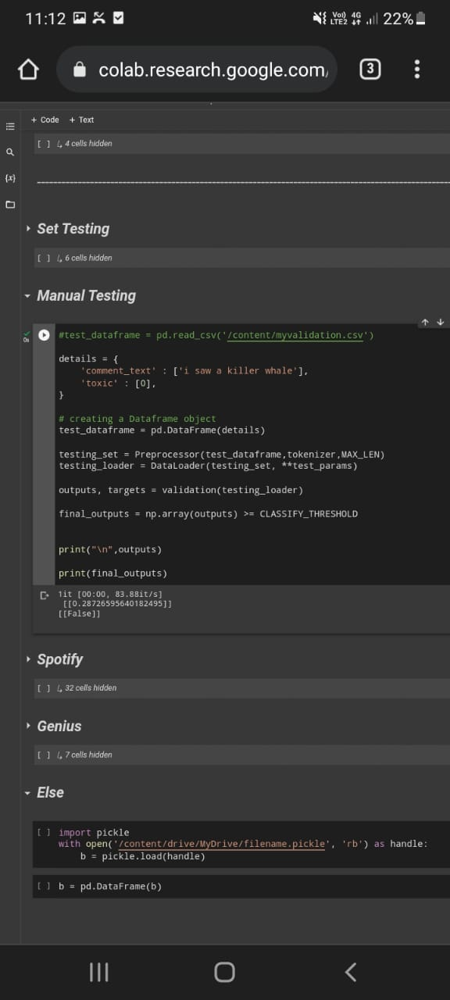 11:12
Vo) 4G
LTE2
22%
colab.research.google.com,
3
+ Code + Text
[ ] ↳ 4 cells hidden
{x}
Set Testing
[ ] ↳ 6 cells hidden
Manual Testing
0s
#test_dataframe = pd.read_csv('/content/myvalidation.csv')
details = {
'comment_text' : ['i saw a killer whale'],
'toxic' : [0],
}
# creating a Dataframe object
test_dataframe = pd.DataFrame(details)
testing_set = Preprocessor(test_dataframe,tokenizer,MAX_LEN)
testing_loader = DataLoader(testing_set, **test_params)
outputs, targets = validation(testing_loader)
final_outputs = np.array(outputs) >= CLASSIFY_THRESHOLD
print("\n",outputs)
print(final_outputs)
1it [00:00, 83.88it/s]
[[0.28726595640182495]]
[[False]]
Spotify
[ ] ↳ 32 cells hidden
Genius
[ ] ↳ 7 cells hidden
Else
[ ] import pickle
with open('/content/drive/MyDrive/filename.pickle', 'rb') as handle:
b = pickle.load(handle)
[ ] b = pd.DataFrame(b)